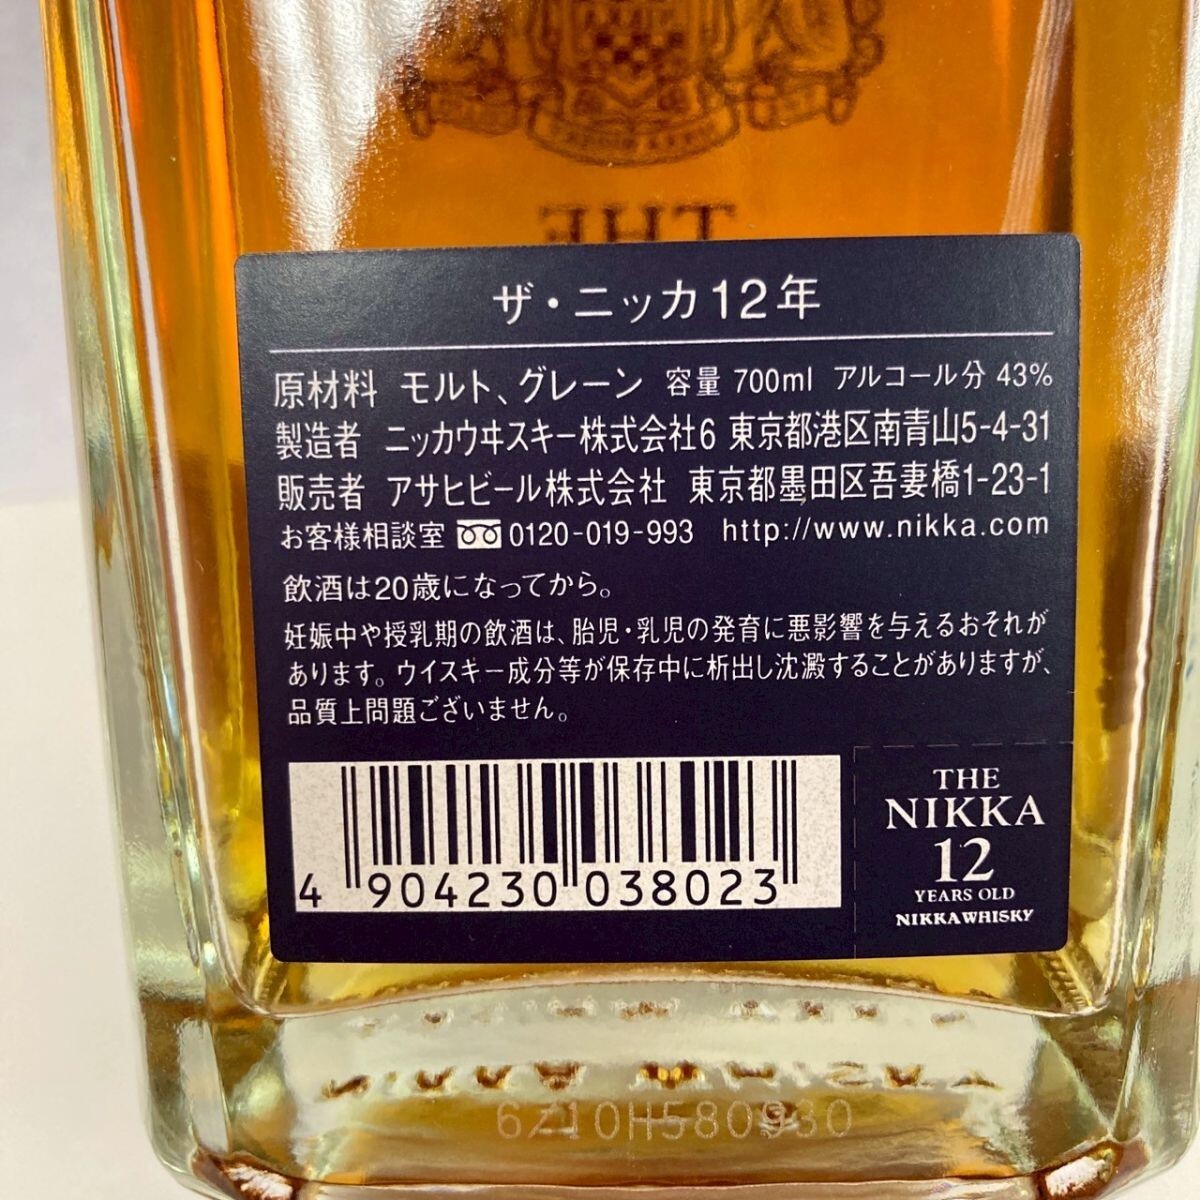 THE
ザ・ニッカ12年
原材料 モルト、グレーン 容量 700ml アルコール分 43%
製造者 ニッカウヰスキー株式会社6 東京都港区南青山5-4-31
販売者 アサヒビール株式会社 東京都墨田区吾妻橋1-23-1
お客様相談室 0120-019-993 http://www.nikka.com
飲酒は20歳になってから。
妊娠中や授乳期の飲酒は、胎児・乳児の発育に悪影響を与えるおそれが
あります。ウイスキー成分等が保存中に析出し沈澱することがありますが、
品質上問題ございません。
4 904230 038023
THE
NIKKA
12
YEARS OLD
NIKKA WHISKY